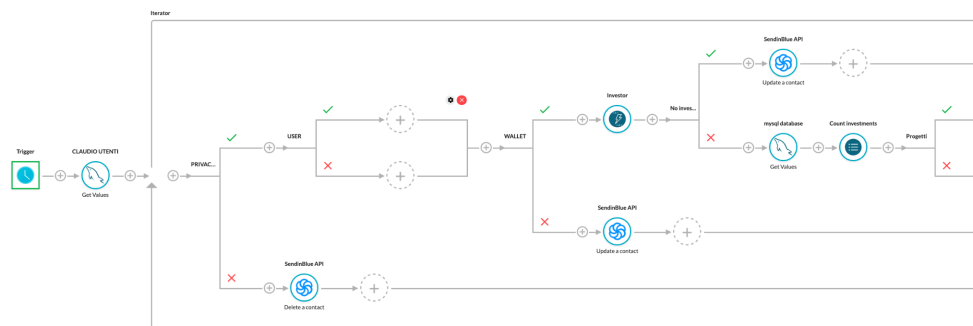 Iterator
SendinBlue API
Update a contact
Investor
No inves...
USER
WALLET
mysql database
Get Values
Count investments
Progetti
Trigger
CLAUDIO UTENTI
Get Values
PRIVAC...
SendinBlue API
Update a contact
SendinBlue API
Delete a contact